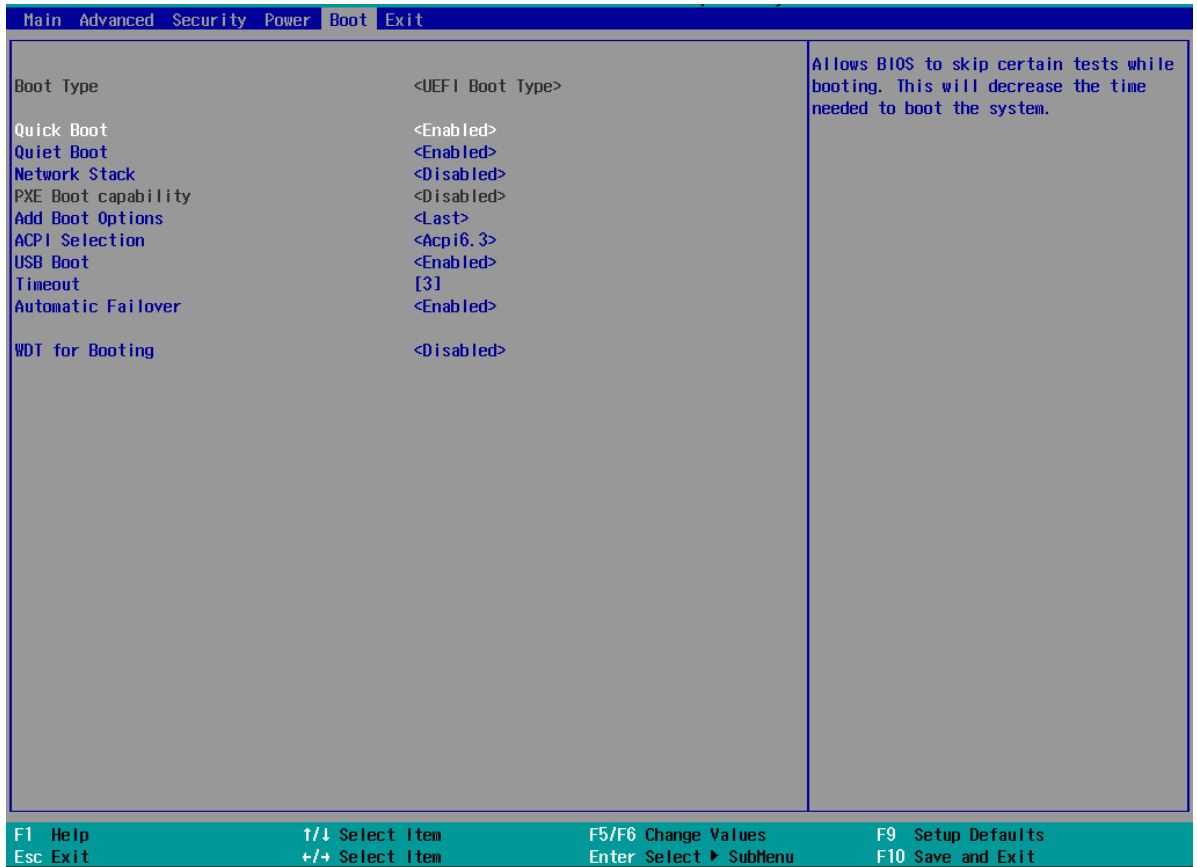 Main Advanced Security Power Boot Exit
Boot Type <UEFI Boot Type>
Quick Boot <Enabled>
Quiet Boot <Enabled>
Network Stack <Disabled>
PXE Boot capability <Disabled>
Add Boot Options <Last>
ACPI Selection <Acpi6.3>
USB Boot <Enabled>
Timeout [3]
Automatic Failover <Enabled>
WDT for Booting <Disabled>
Allows BIOS to skip certain tests while
booting. This will decrease the time
needed to boot the system.
F1 Help ↑/↓ Select Item F5/F6 Change Values F9 Setup Defaults
Esc Exit ←/→ Select Item Enter Select ▶ SubMenu F10 Save and Exit